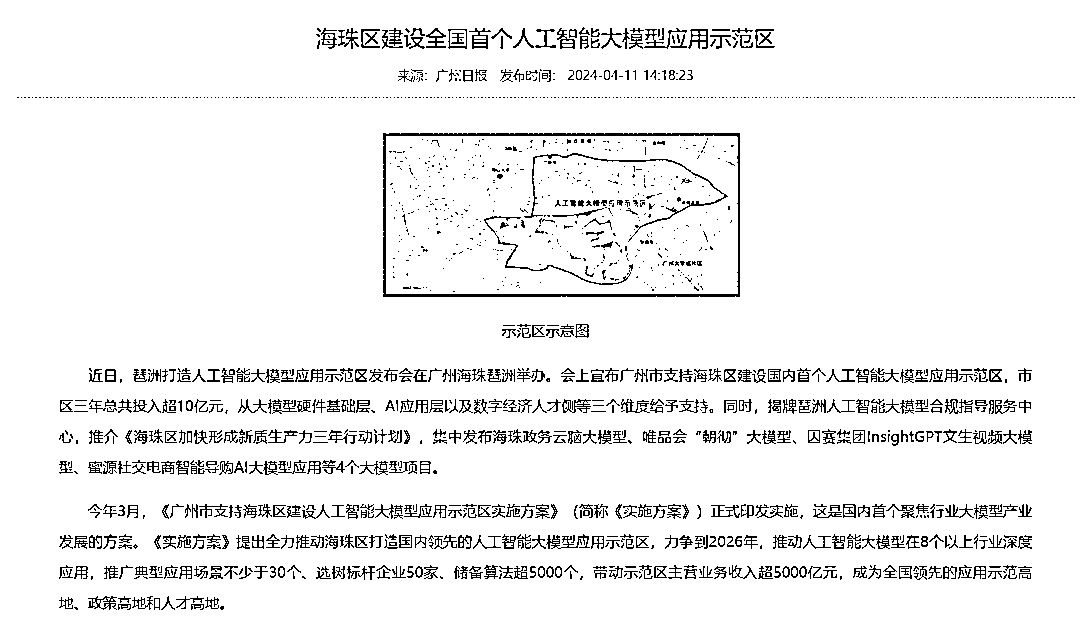 海珠区建设全国首个人工智能大模型应用示范区
来源：广州日报 发布时间：2024-04-11 14:18:23
人工智能大模型应用示范区
示范区示意图
近日，琶洲打造人工智能大模型应用示范区发布会在广州海珠琶洲举办。会上宣布广州市支持海珠区建设国内首个人工智能大模型应用示范区，市
区三年总共投入超10亿元，从大模型硬件基础层、AI应用层以及数字经济人才侧等三个维度给予支持。同时，揭牌琶洲人工智能大模型合规指导服务中
心，推介《海珠区加快形成新质生产力三年行动计划》，集中发布海珠政务云脑大模型、唯品会“朝彻”大模型、因赛集团InsightGPT文生视频大模
型、蜜源社交电商智能导购AI大模型应用等4个大模型项目。
今年3月，《广州市支持海珠区建设人工智能大模型应用示范区实施方案》（简称《实施方案》）正式印发实施，这是国内首个聚焦行业大模型产业
发展的方案。《实施方案》提出全力推动海珠区打造国内领先的人工智能大模型应用示范区，力争到2026年，推动人工智能大模型在8个以上行业深度
应用，推广典型应用场景不少于30个、选树标杆企业50家、储备算法超5000个，带动示范区主营业务收入超5000亿元，成为全国领先的应用示范高
地、政策高地和人才高地。